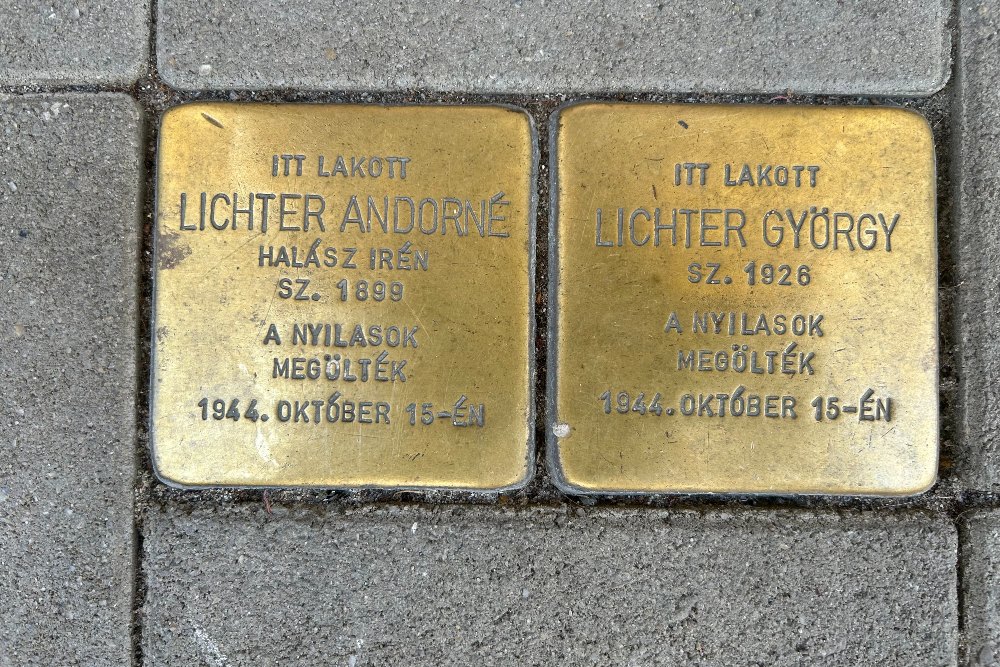 ITT LAKOTT
LICHTER ANDORNÉ
HALÁSZ IRÉN
SZ. 1899
A NYILASOK
MEGÖLTÉK
1944. OKTÓBER 15-ÉN
ITT LAKOTT
LICHTER GYÖRGY
SZ. 1926
A NYILASOK
MEGÖLTÉK
1944. OKTÓBER 15-ÉN